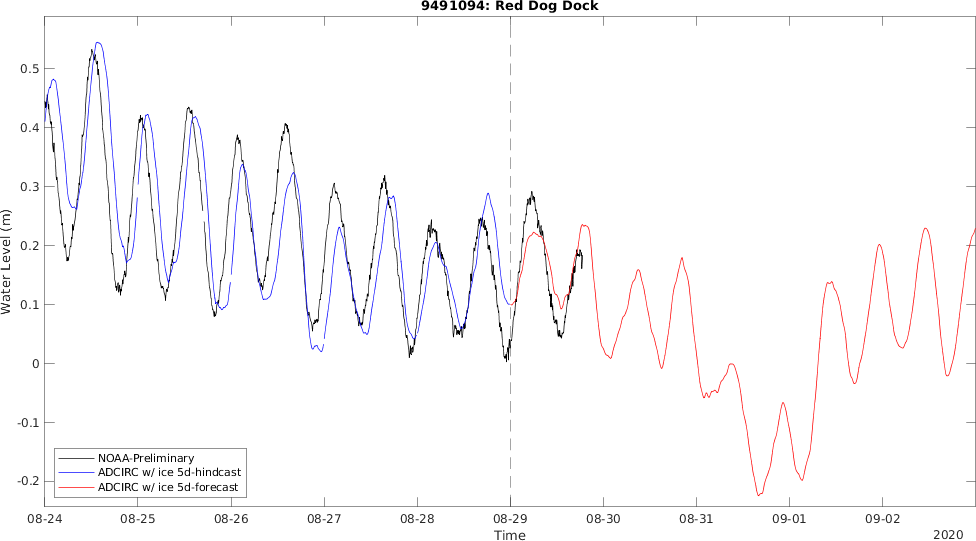 9491094: Red Dog Dock
Water Level (m)
0.5
0.4
0.3
0.2
0.1
0
-0.1
-0.2
NOAA-Preliminary
ADCIRC w/ ice 5d-hindcast
ADCIRC w/ ice 5d-forecast
08-24 08-25 08-26 08-27 08-28 08-29 08-30 08-31 09-01 09-02
Time
2020